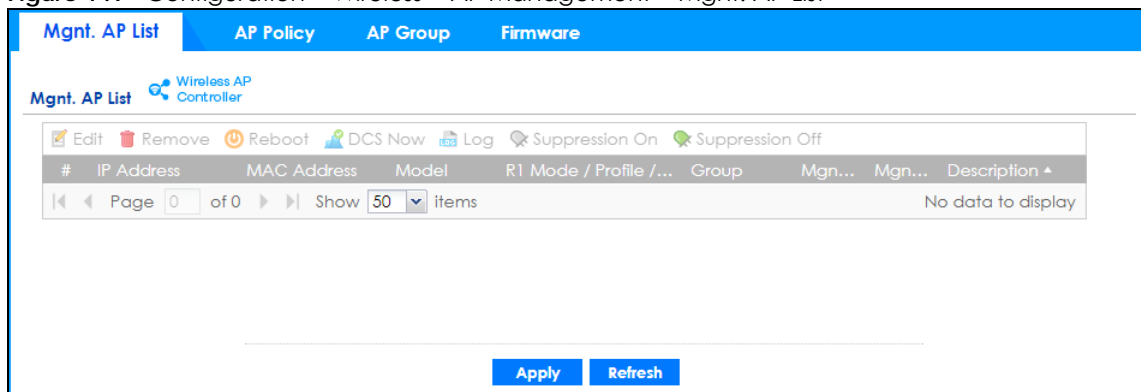 Mgnt. AP List AP Policy AP Group Firmware
Mgnt. AP List Wireless AP Controller
Edit Remove Reboot DCS Now Log Suppression On Suppression Off
# IP Address MAC Address Model R1 Mode / Profile /... Group Mgn... Mgn... Description
Page 0 of 0 Show 50 items No data to display
Apply Refresh